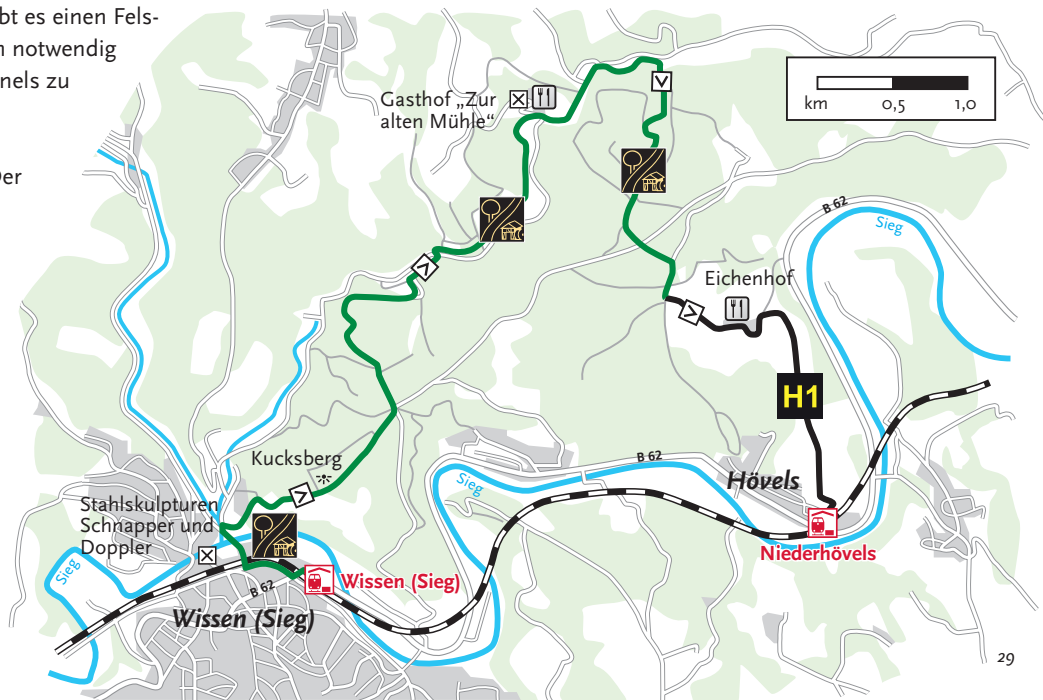 bt es einen Fels-
n notwendig
nels zu
er
Gasthof „Zur
alten Mühle“
km 0,5 1,0
B 62
Sieg
Eichenhof
H1
Kucksberg
B 62
Sieg
Hövels
Stahlskulpturen
Schnapper und
Doppler
Niederhövels
Sieg
Wissen (Sieg)
B 62
Wissen (Sieg)
29